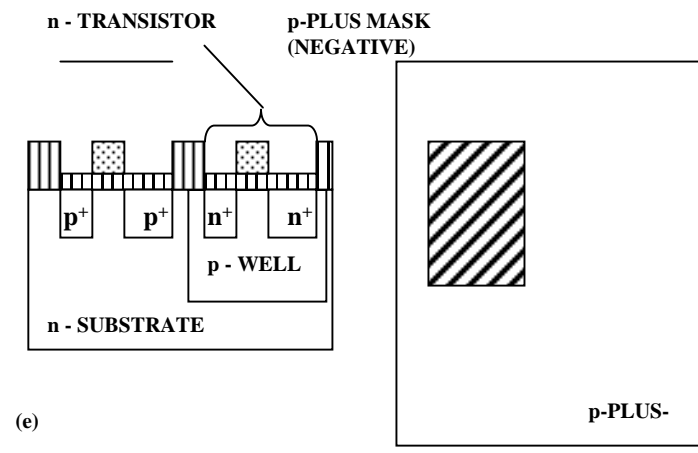 n - TRANSISTOR
p-PLUS MASK
(NEGATIVE)
p+ p+ n+ n+
p - WELL
n - SUBSTRATE
(e)
p-PLUS-